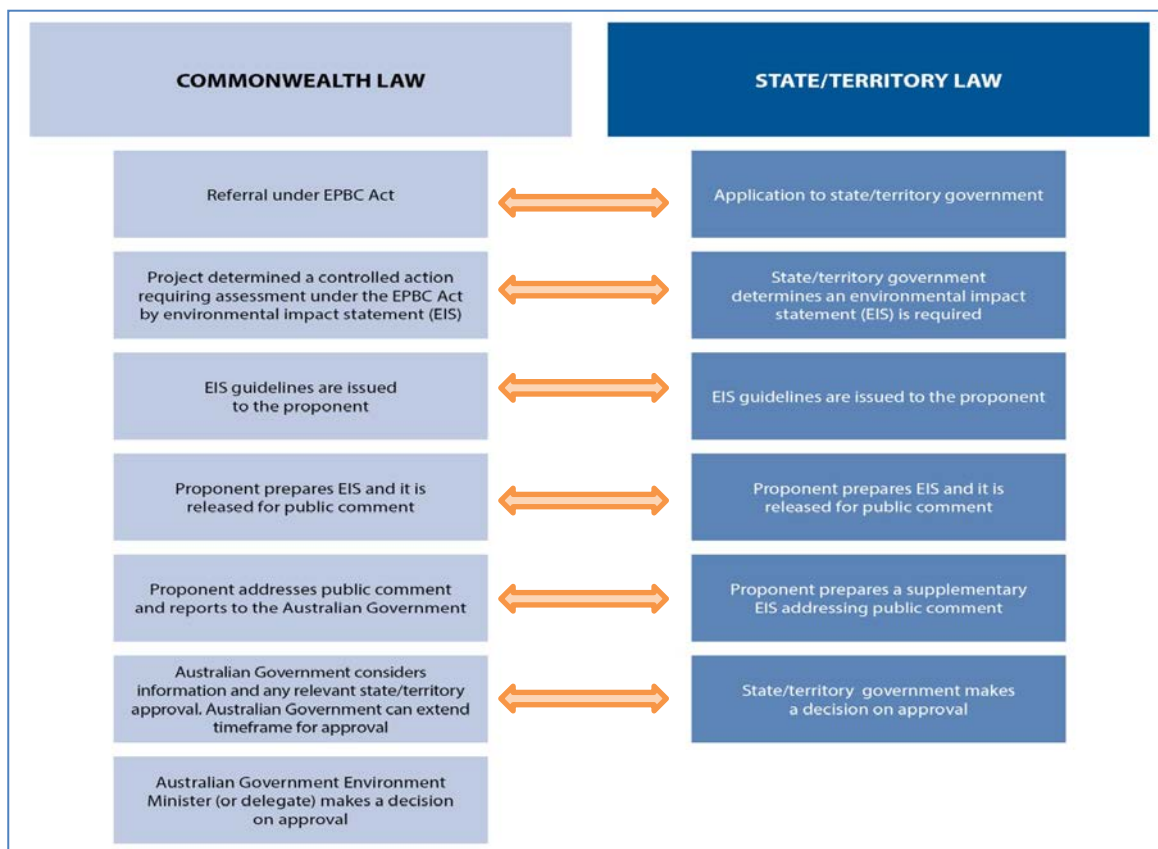 COMMONWEALTH LAW
STATE/TERRITORY LAW
Referral under EPBC Act
Application to state/territory government
Project determined a controlled action
requiring assessment under the EPBC Act
by environmental impact statement (EIS)
State/territory government
determines an environmental impact
statement (EIS) is required
EIS guidelines are issued
to the proponent
EIS guidelines are issued to the proponent
Proponent prepares EIS and it is
released for public comment
Proponent prepares EIS and it is
released for public comment
Proponent addresses public comment
and reports to the Australian Government
Proponent prepares a supplementary
EIS addressing public comment
Australian Government considers
information and any relevant state/territory
approval. Australian Government can extend
timeframe for approval
State/territory government makes
a decision on approval
Australian Government Environment
Minister (or delegate) makes a decision
on approval